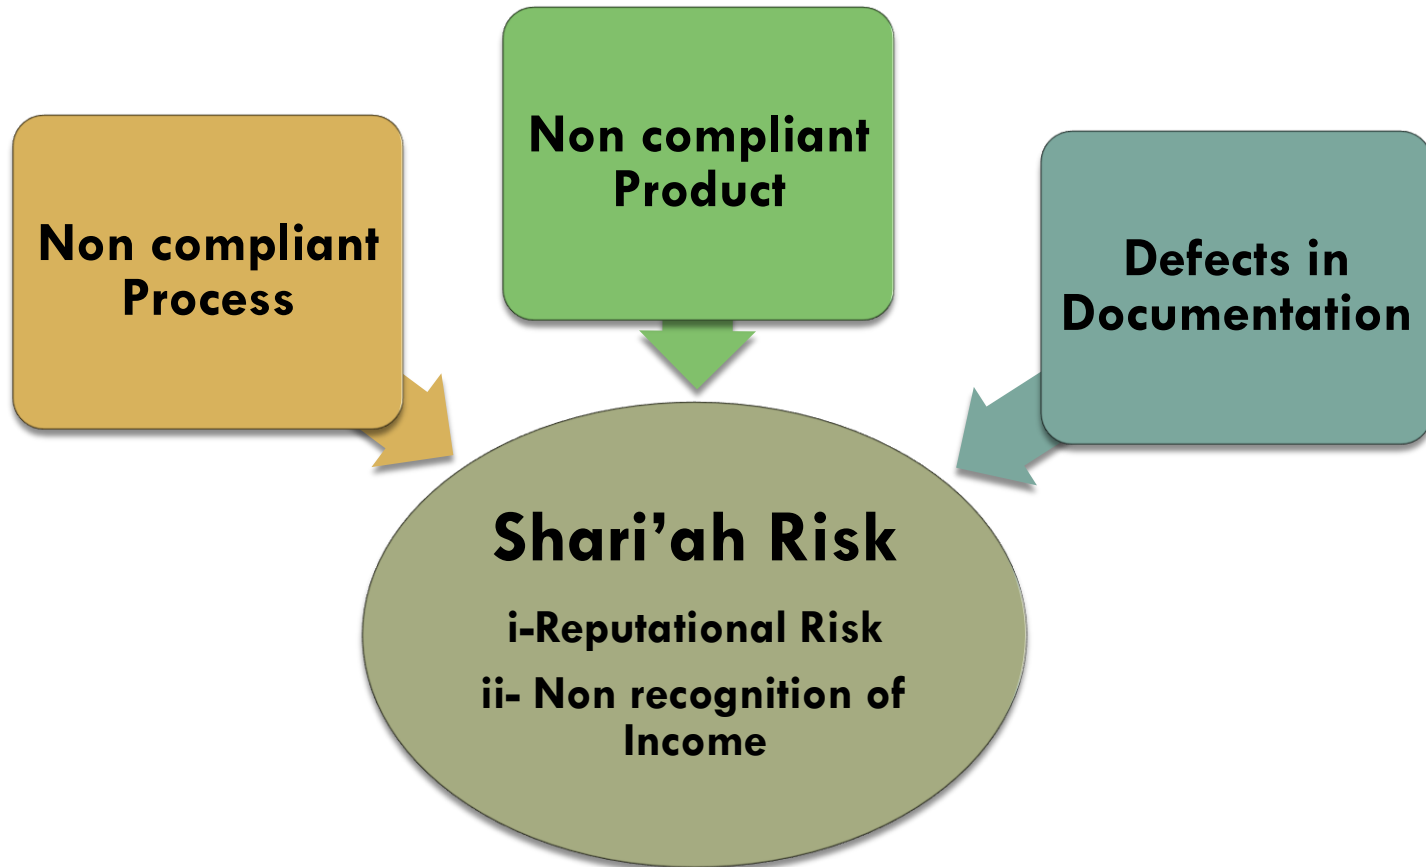 Non compliant
Process
Non compliant
Product
Defects in
Documentation
Shari’ah Risk
i-Reputational Risk
ii- Non recognition of
Income